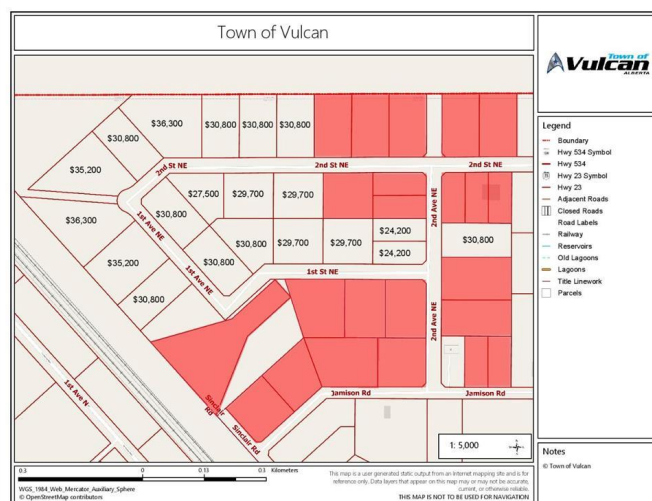 Town of Vulcan
Town of
Vulcan
ALBERTA
$36,300
$30,800
$30,800
$30,800
$30,800
$35,200
2nd St NE
2nd St NE
2nd St NE
$27,500
$29,700
$29,700
$30,800
$36,300
1st Ave NE
2nd Ave NE
$24,200
$30,800
$29,700
$29,700
$24,200
$30,800
$35,200
$30,800
1st Ave NE
1st St NE
$30,800
2nd Ave NE
1st Ave N
Sinclair Rd
Sinclair Rd
Jamison Rd
Jamison Rd
Legend
Boundary
Hwy 534 Symbol
Hwy 534
Hwy 23 Symbol
Hwy 23
Adjacent Roads
Closed Roads
Road Labels
Railway
Reservoirs
Old Lagoons
Lagoons
Title Linework
Parcels
1: 5,000
Notes
© Town of Vulcan
0.3 0 0.13 0.3 Kilometers
WGS_1984_Web_Mercator_Auxiliary_Sphere
© OpenStreetMap contributors
This map is a user generated static output from an Internet mapping site and is for
reference only. Data layers that appear on this map may or may not be accurate,
current, or otherwise reliable.
THIS MAP IS NOT TO BE USED FOR NAVIGATION